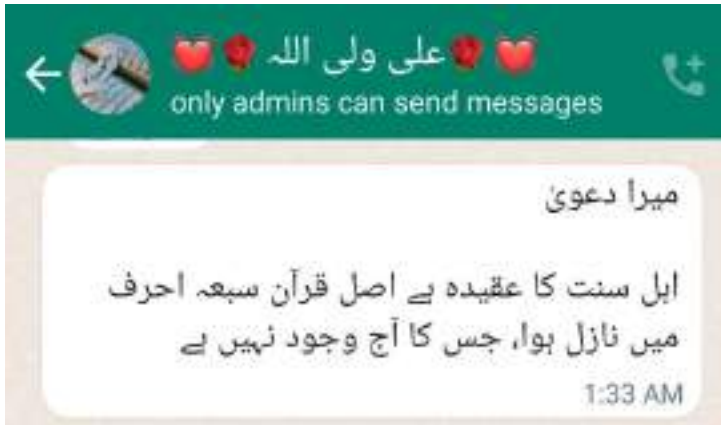 ❤️🌹علی ولی اللہ🌹❤️
only admins can send messages
میرا دعویٰ
اہل سنت کا عقیدہ ہے اصل قرآن سبعہ احرف
میں نازل ہوا، جس کا آج وجود نہیں ہے
1:33 AM